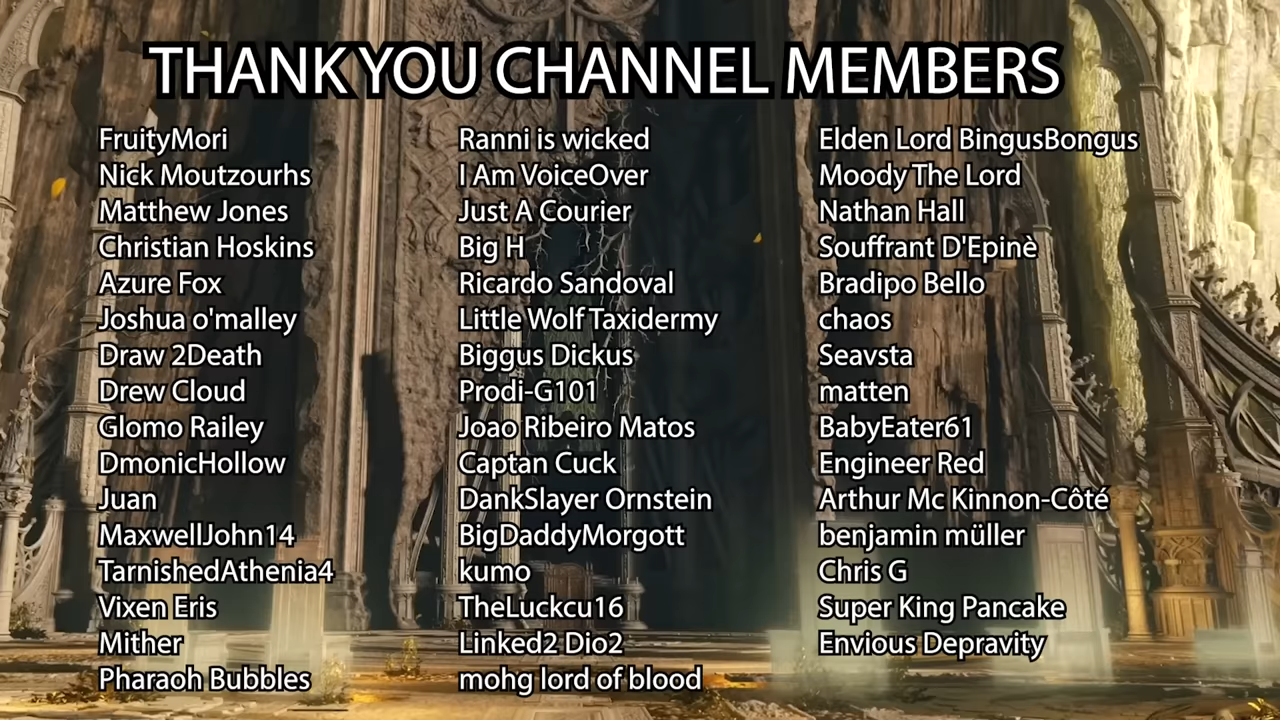 THANK YOU CHANNEL MEMBERS
FruityMori
Nick Moutzourhs
Matthew Jones
Christian Hoskins
Azure Fox
Joshua o'malley
Draw 2Death
Drew Cloud
Glomo Railey
DmonicHollow
Juan
MaxwellJohn14
TarnishedAthenia4
Vixen Eris
Mither
Pharaoh Bubbles
Ranni is wicked
I Am VoiceOver
Just A Courier
Big H
Ricardo Sandoval
Little Wolf Taxidermy
Biggus Dickus
Prodi-G101
Joao Ribeiro Matos
Captan Cuck
DankSlayer Ornstein
BigDaddyMorgott
kumo
TheLuckcu16
Linked2 Dio2
mohg lord of blood
Elden Lord BingusBongus
Moody The Lord
Nathan Hall
Souffrant D'Epinè
Bradipo Bello
chaos
Seavsta
matten
BabyEater61
Engineer Red
Arthur Mc Kinnon-Côté
benjamin müller
Chris G
Super King Pancake
Envious Depravity